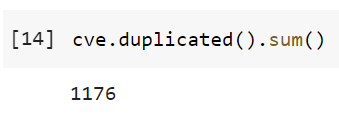 [14] cve.duplicated().sum()
1176